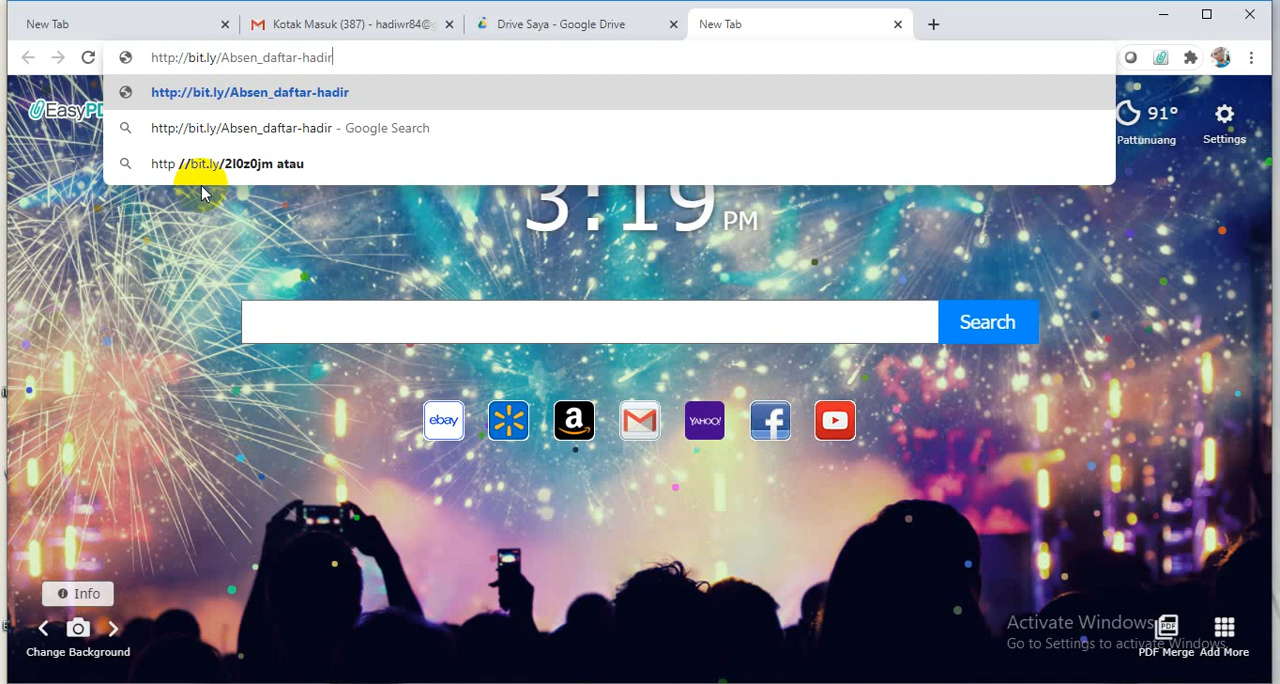 New Tab
Kotak Masuk (387) - hadiwr84@g
Drive Saya - Google Drive
New Tab
http://bit.ly/Absen_daftar-hadir
http://bit.ly/Absen_daftar-hadir
http://bit.ly/Absen_daftar-hadir - Google Search
http //bit.ly/2l0z0jm atau
EasyPD
91°
Pattinuang
Settings
3:19 PM
Search
ebay
a
YAHOO!
f
Info
Change Background
Activate Windows
Go to Settings to activate Windows.
PDF
PDF Merge
Add More